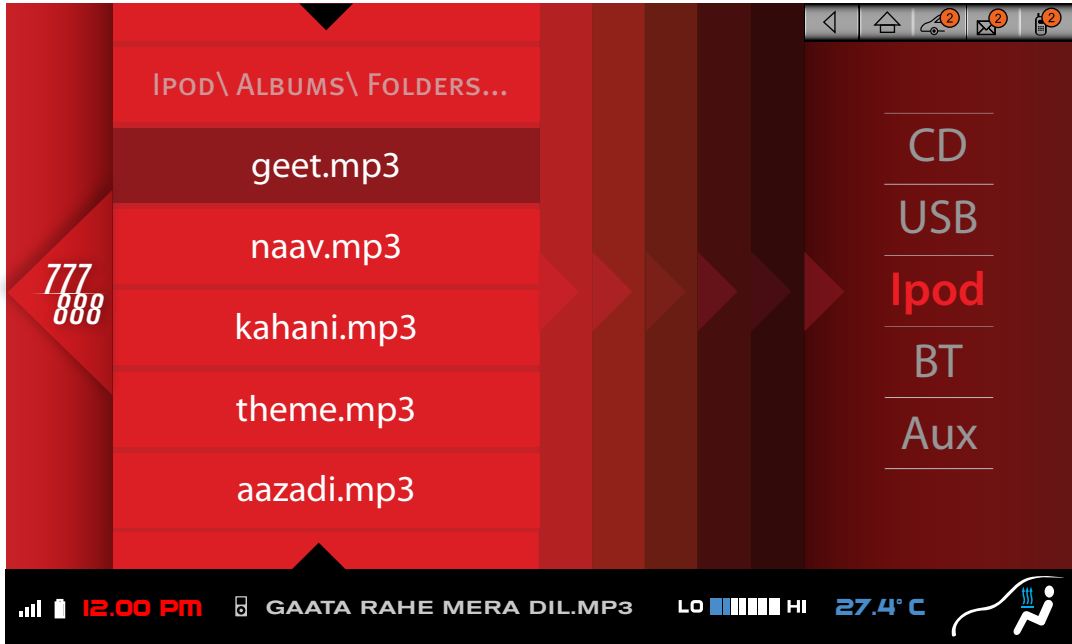 2 2 2
Ipod\ Albums\ Folders...
geet.mp3
naav.mp3
kahani.mp3
theme.mp3
aazadi.mp3
777
888
CD
USB
Ipod
BT
Aux
12.00 PM GAATA RAHE MERA DIL.MP3 LO HI 27.4° C